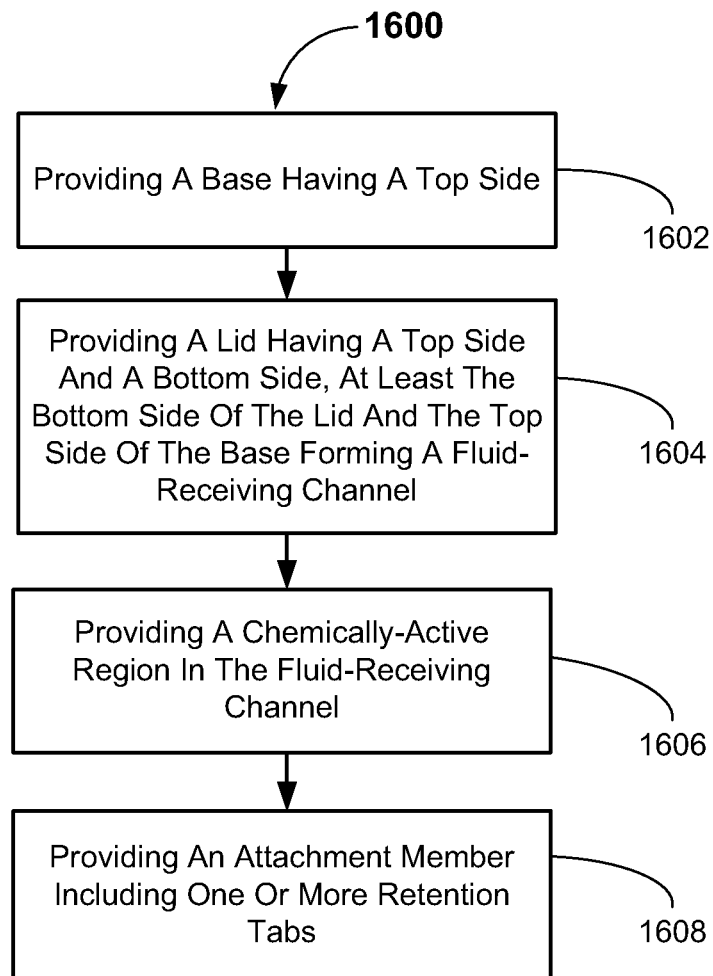 1600
Providing A Base Having A Top Side
1602
Providing A Lid Having A Top Side
And A Bottom Side, At Least The
Bottom Side Of The Lid And The Top
Side Of The Base Forming A Fluid-
Receiving Channel
1604
Providing A Chemically-Active
Region In The Fluid-Receiving
Channel
1606
Providing An Attachment Member
Including One Or More Retention
Tabs
1608